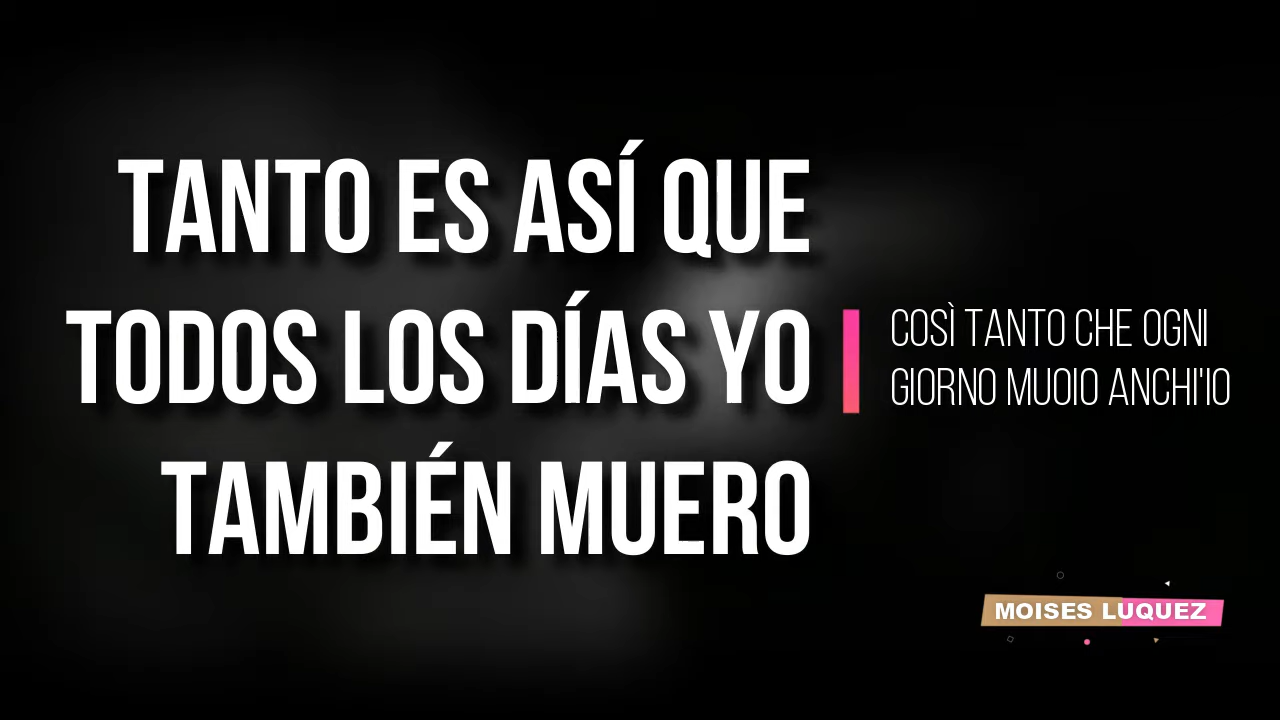 TANTO ES ASÍ QUE
TODOS LOS DÍAS YO
TAMBIÉN MUERO
COSÌ TANTO CHE OGNI
GIORNO MUOIO ANCHI'IO
MOISES LUQUEZ